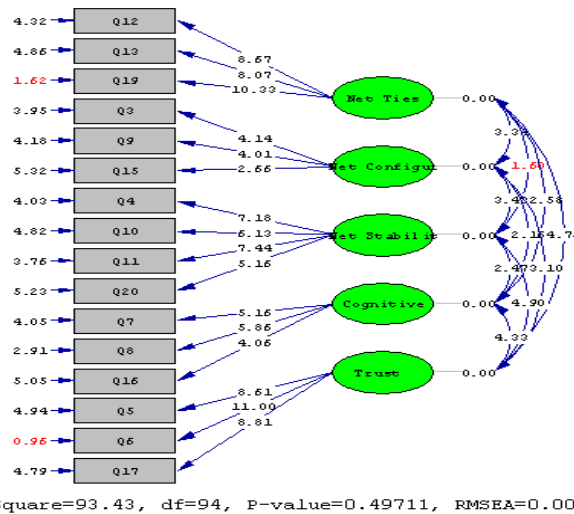 4.32 Q12
4.86 Q13
8.67
1.62 Q19 8.07
10.33
Net Ties 0.00
3.95 Q3
3.34
4.18 Q9 4.14
4.01
5.32 Q15 2.66 Net Configu 0.00 1.60
7.18
4.03 Q4 2.58
4.82 Q10 6.13 Net Stabilit 0.00
7.44
3.76 Q11
5.16 2.47 3.10
5.23 Q20
Cognitive 0.00 4.90
4.05 Q7 5.16
5.86
2.91 Q8 4.33
4.06
Trust 0.00
5.05 Q16
8.61
4.94 Q5
11.00
0.96 Q6
8.81
4.79 Q17
Square=93.43, df=94, P-value=0.49711, RMSEA=0.00